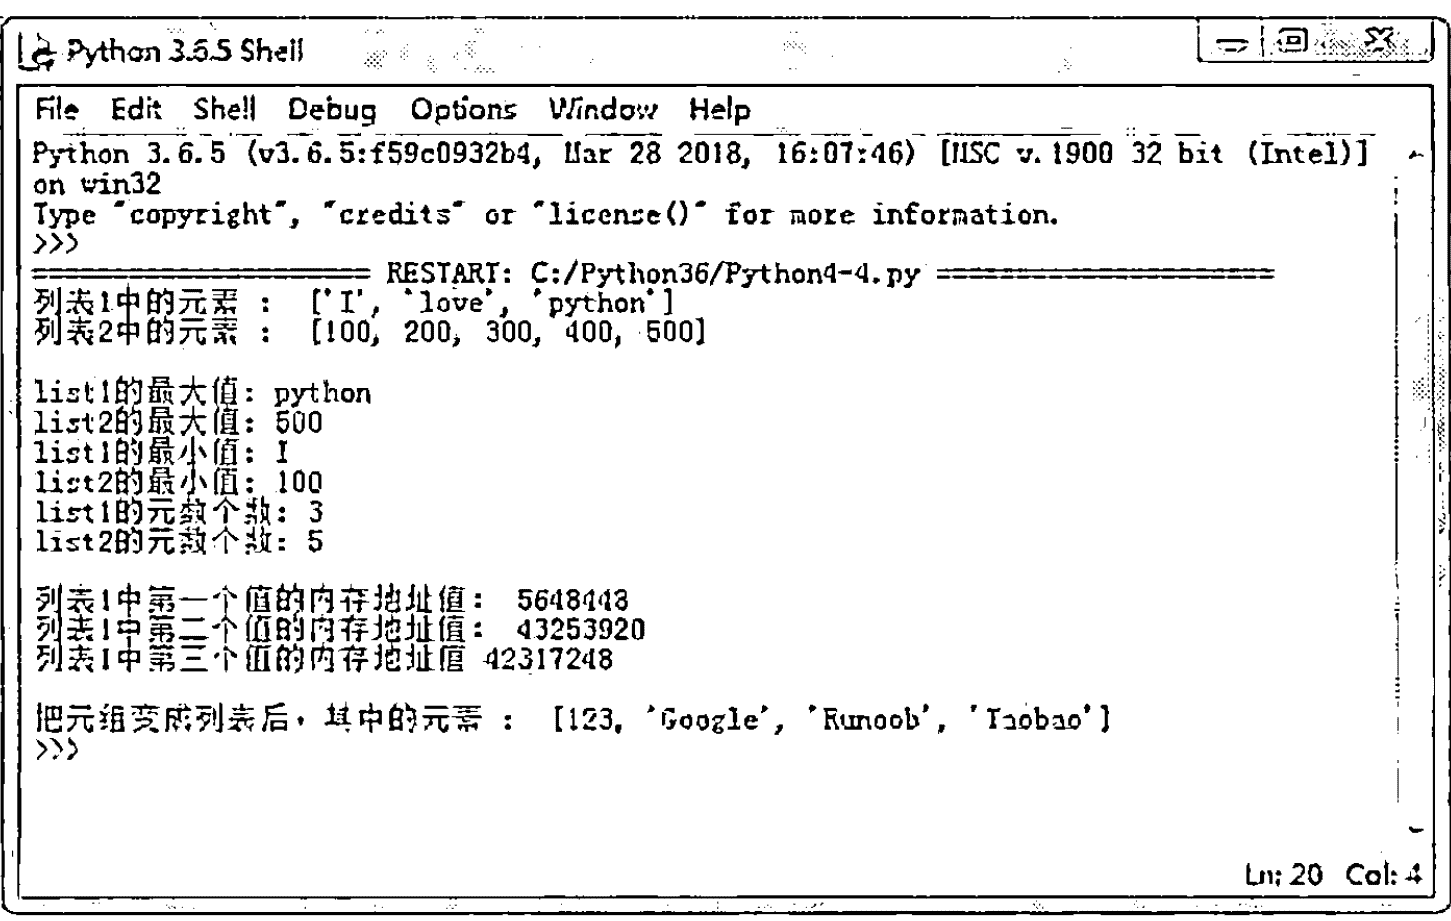 Python 3.6.5 Shell
File Edit Shell Debug Options Window Help
Python 3.6.5 (v3.6.5:f59c0932b4, Mar 28 2018, 16:07:46) [MSC v.1900 32 bit (Intel)]
on win32
Type "copyright", "credits" or "license()" for more information.
>>>
===================== RESTART: C:/Python36/Python4-4.py =====================
列表1中的元素 : ['I', 'love', 'python']
列表2中的元素 : [100, 200, 300, 400, 500]
list1的最大值: python
list2的最大值: 500
list1的最小值: I
list2的最小值: 100
list1的元数个数: 3
list2的元数个数: 5
列表1中第一个值的内存地址值: 5648448
列表1中第二个值的内存地址值: 43253920
列表1中第三个值的内存地址值 42317248
把元组变成列表后,其中的元素 : [123, 'Google', 'Runoob', 'Taobao']
>>>
Ln: 20 Col: 4